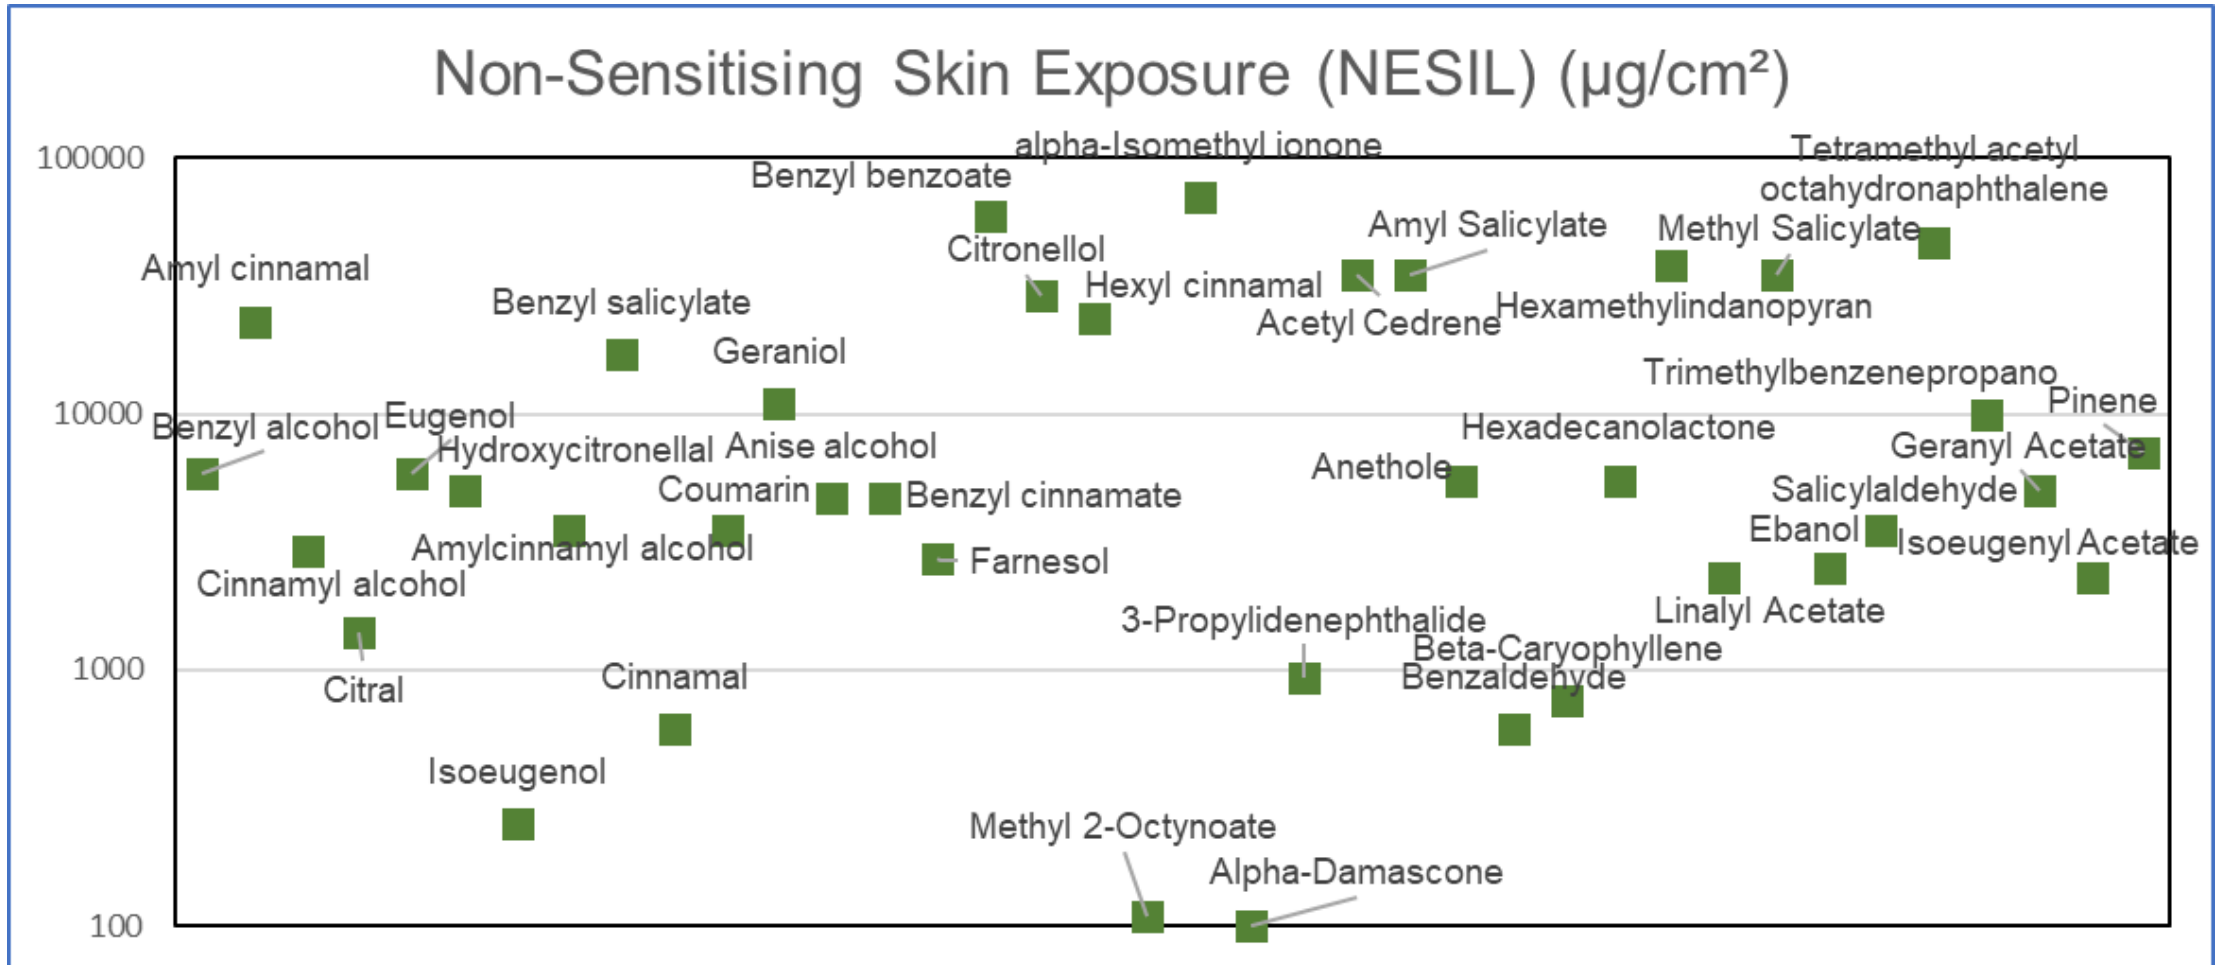 Non-Sensitising Skin Exposure (NESIL) (µg/cm²)
100000
alpha-Isomethyl ionone
Tetramethyl acetyl
octahydronaphthalene
Benzyl benzoate
Amyl Salicylate
Methyl Salicylate
Citronellol
Amyl cinnamal
Hexyl cinnamal
Benzyl salicylate
Hexamethylindanopyran
Acetyl Cedrene
Geraniol
Trimethylbenzenepropano
Pinene
10000
Eugenol
Benzyl alcohol
Hexadecanolactone
Hydroxycitronellal
Anise alcohol
Geranyl Acetate
Anethole
Coumarin
Benzyl cinnamate
Salicylaldehyde
Ebanol
Isoeugenyl Acetate
Amylcinnamyl alcohol
Farnesol
Cinnamyl alcohol
Linalyl Acetate
3-Propylidenephthalide
Beta-Caryophyllene
1000
Cinnamal
Benzaldehyde
Citral
Isoeugenol
Methyl 2-Octynoate
Alpha-Damascone
100